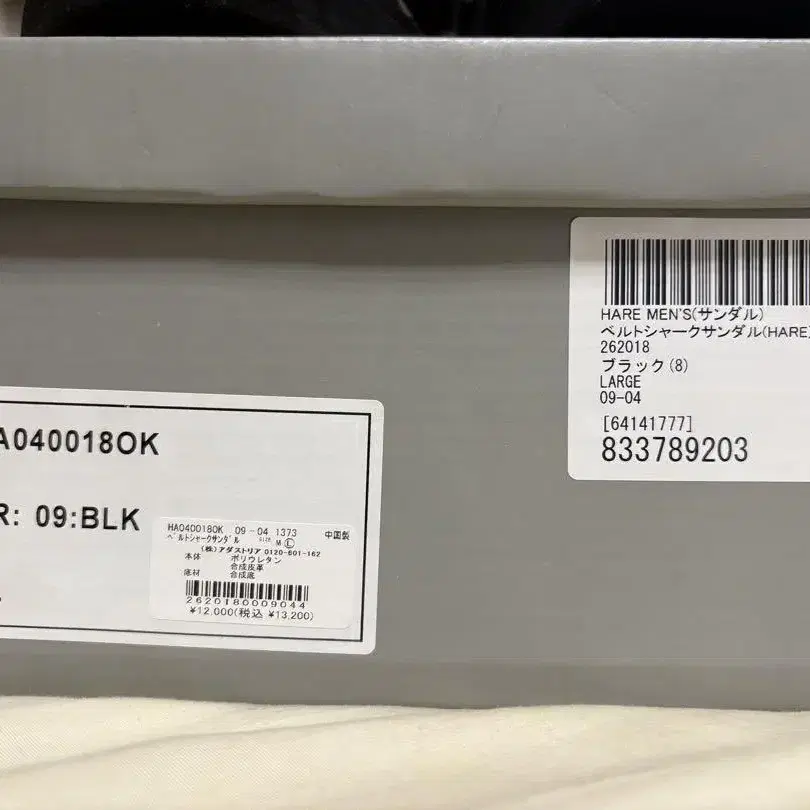 A040018OK
R: 09:BLK
HA040018OK 09-04 1373 中国製
ベルトシャークサンダル SIZE M Ⓛ
(株)アダストリア 0120-601-162
本体 ポリウレタン
合成皮革
底材 合成底
2620180009044
¥12,000(税込 ¥13,200)
HARE MEN'S(サンダル)
ベルトシャークサンダル(HARE)
262018
ブラック(8)
LARGE
09-04
[64141777]
833789203